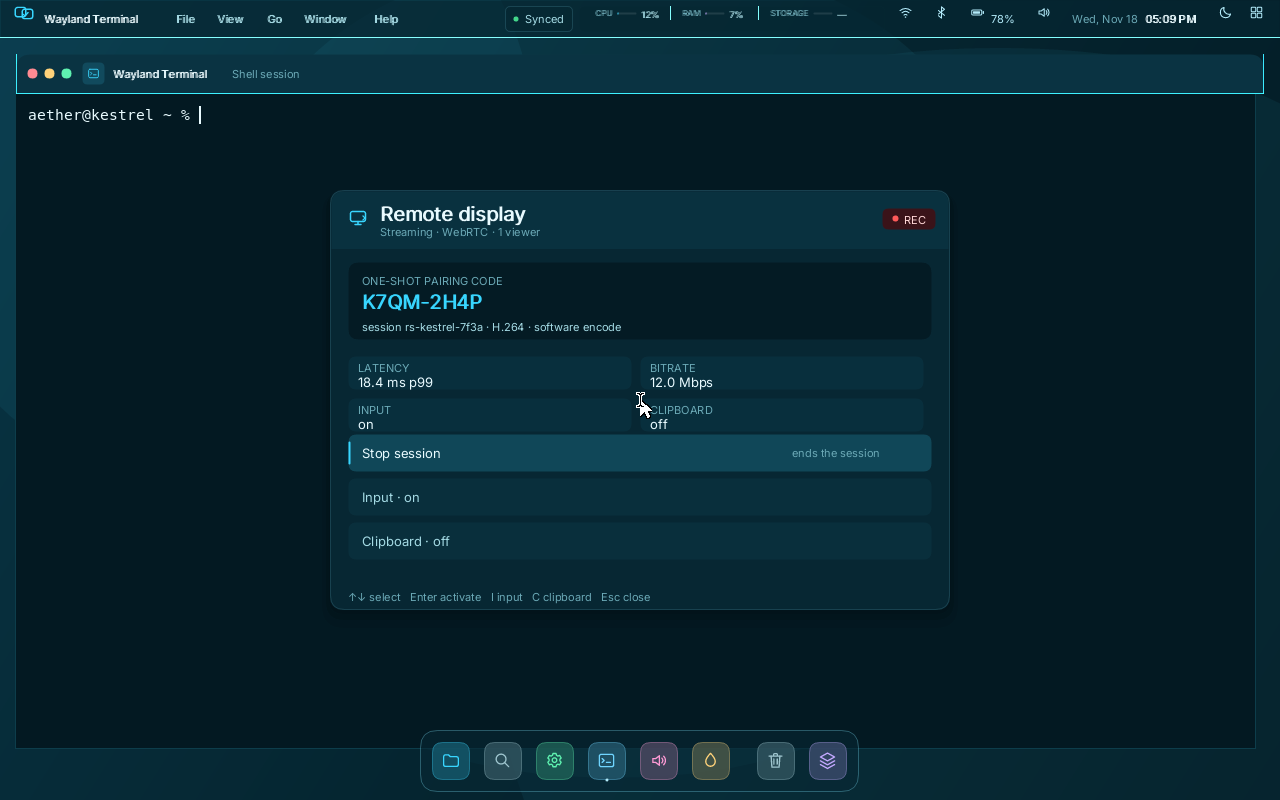 Wayland Terminal File View Go Window Help Synced CPU 12% RAM 7% STORAGE — 78% Wed, Nov 18 05:09 PM
Wayland Terminal Shell session
aether@kestrel ~ %
Remote display
Streaming · WebRTC · 1 viewer
REC
ONE-SHOT PAIRING CODE
K7QM-2H4P
session rs-kestrel-7f3a · H.264 · software encode
LATENCY
18.4 ms p99
BITRATE
12.0 Mbps
INPUT
on
CLIPBOARD
off
Stop session ends the session
Input · on
Clipboard · off
↑↓ select Enter activate I input C clipboard Esc close